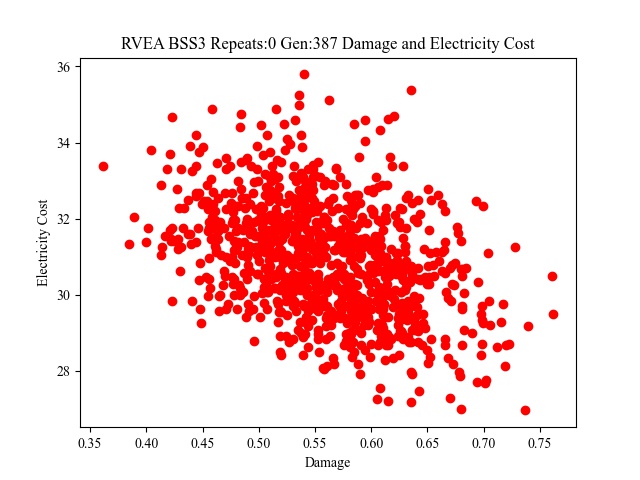 RVEA BSS3 Repeats:0 Gen:387 Damage and Electricity Cost
36
34
32
30
28
Electricity Cost
0.35 0.40 0.45 0.50 0.55 0.60 0.65 0.70 0.75
Damage